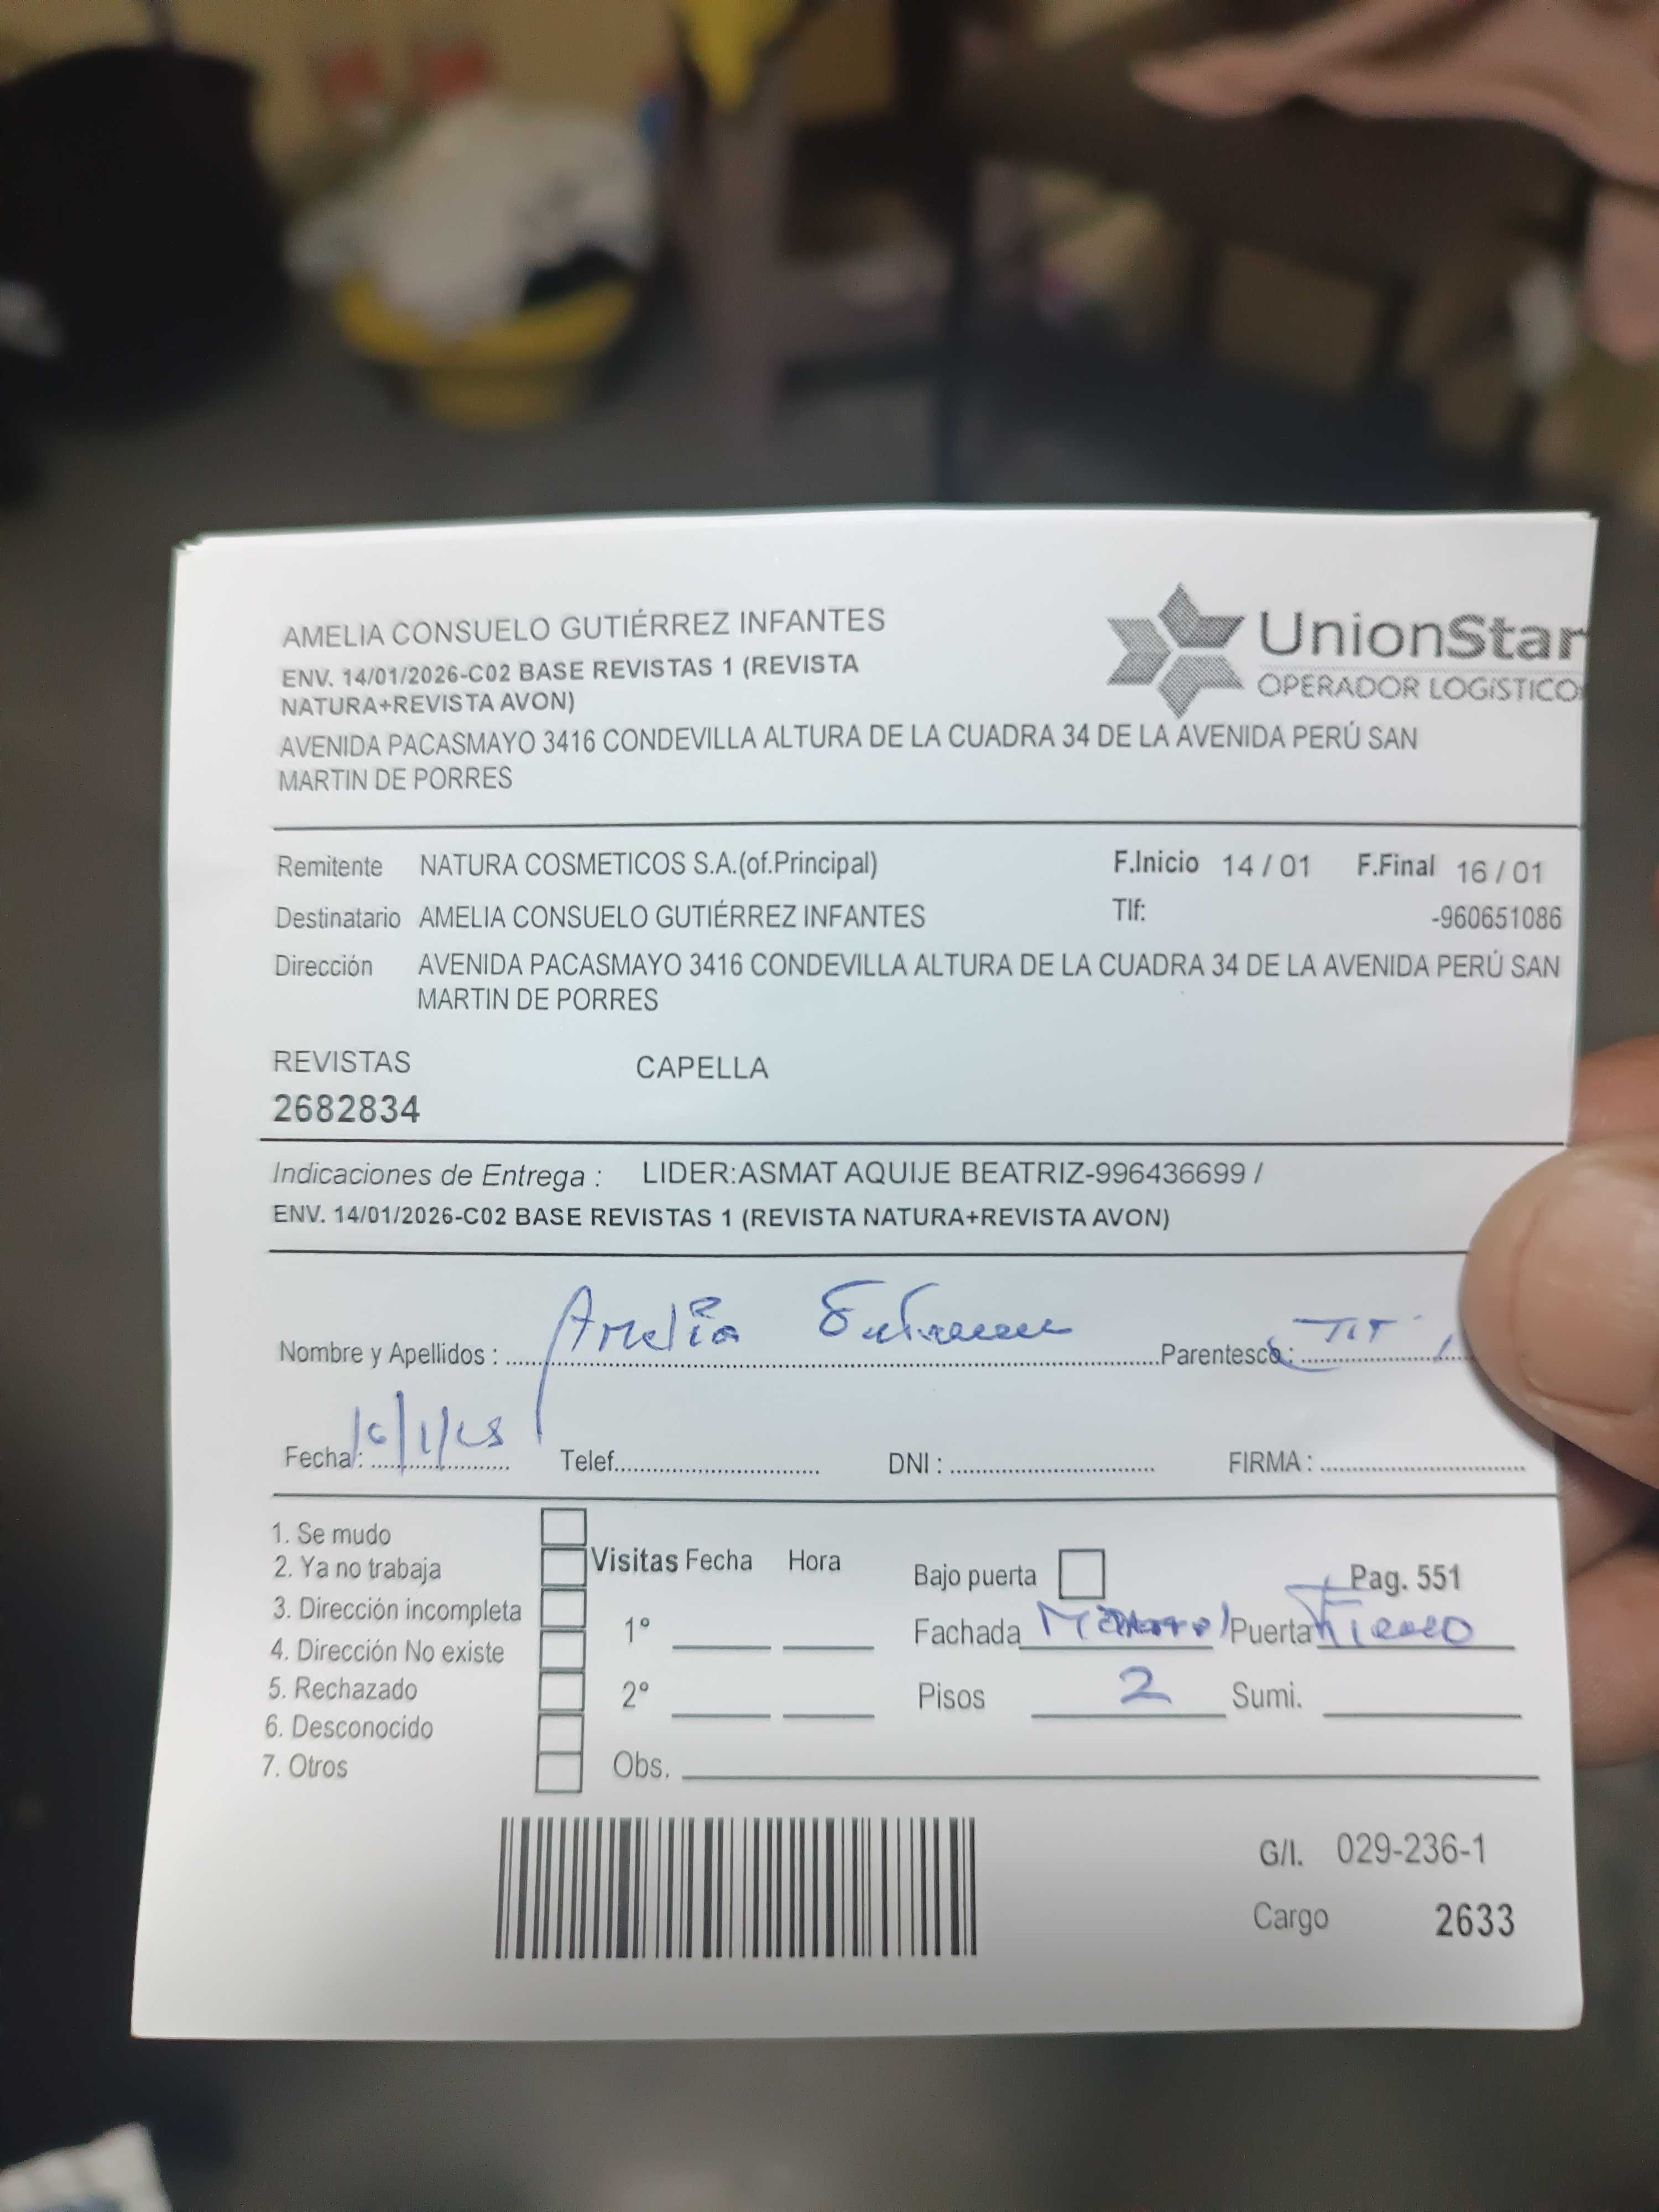 AMELIA CONSUELO GUTIÉRREZ INFANTES
ENV. 14/01/2026-C02 BASE REVISTAS 1 (REVISTA
NATURA+REVISTA AVON)
AVENIDA PACASMAYO 3416 CONDEVILLA ALTURA DE LA CUADRA 34 DE LA AVENIDA PERÚ SAN
MARTIN DE PORRES
UnionStar
OPERADOR LOGÍSTICO
Remitente NATURA COSMETICOS S.A.(of.Principal) F.Inicio 14 / 01 F.Final 16 / 01
Destinatario AMELIA CONSUELO GUTIÉRREZ INFANTES Tlf: -960651086
Dirección AVENIDA PACASMAYO 3416 CONDEVILLA ALTURA DE LA CUADRA 34 DE LA AVENIDA PERÚ SAN
MARTIN DE PORRES
REVISTAS CAPELLA
2682834
Indicaciones de Entrega : LIDER:ASMAT AQUIJE BEATRIZ-996436699 /
ENV. 14/01/2026-C02 BASE REVISTAS 1 (REVISTA NATURA+REVISTA AVON)
Nombre y Apellidos : Amelia Parentesco :
Fecha : Telef. DNI : FIRMA :
1. Se mudo
2. Ya no trabaja
3. Dirección incompleta
4. Dirección No existe
5. Rechazado
6. Desconocido
7. Otros
Visitas Fecha Hora
1°
2°
Obs.
Bajo puerta Pag. 551
Fachada Puerta
Pisos 2 Sumi.
G/I. 029-236-1
Cargo 2633